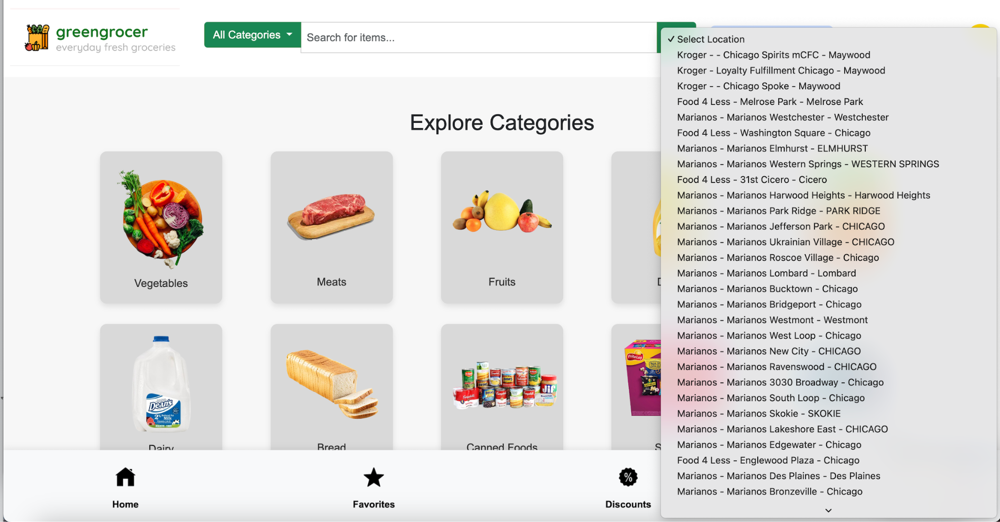 greengrocer
everyday fresh groceries
All Categories
Search for items...
✓ Select Location
Kroger - - Chicago Spirits mCFC - Maywood
Kroger - Loyalty Fulfillment Chicago - Maywood
Kroger - - Chicago Spoke - Maywood
Food 4 Less - Melrose Park - Melrose Park
Marianos - Marianos Westchester - Westchester
Food 4 Less - Washington Square - Chicago
Marianos - Marianos Elmhurst - ELMHURST
Marianos - Marianos Western Springs - WESTERN SPRINGS
Food 4 Less - 31st Cicero - Cicero
Marianos - Marianos Harwood Heights - Harwood Heights
Marianos - Marianos Park Ridge - PARK RIDGE
Marianos - Marianos Jefferson Park - CHICAGO
Marianos - Marianos Ukrainian Village - CHICAGO
Marianos - Marianos Roscoe Village - Chicago
Marianos - Marianos Lombard - Lombard
Marianos - Marianos Bucktown - Chicago
Marianos - Marianos Bridgeport - Chicago
Marianos - Marianos Westmont - Westmont
Marianos - Marianos West Loop - Chicago
Marianos - Marianos New City - CHICAGO
Marianos - Marianos Ravenswood - CHICAGO
Marianos - Marianos 3030 Broadway - Chicago
Marianos - Marianos South Loop - Chicago
Marianos - Marianos Skokie - SKOKIE
Marianos - Marianos Lakeshore East - CHICAGO
Marianos - Marianos Edgewater - Chicago
Food 4 Less - Englewood Plaza - Chicago
Marianos - Marianos Des Plaines - Des Plaines
Marianos - Marianos Bronzeville - Chicago
Explore Categories
Vegetables
Meats
Fruits
Dean's
2%
Milk
Jif
FritoLay
ROLD GOLD
Dairy
Bread
Canned Foods
S
%
Home
Favorites
Discounts